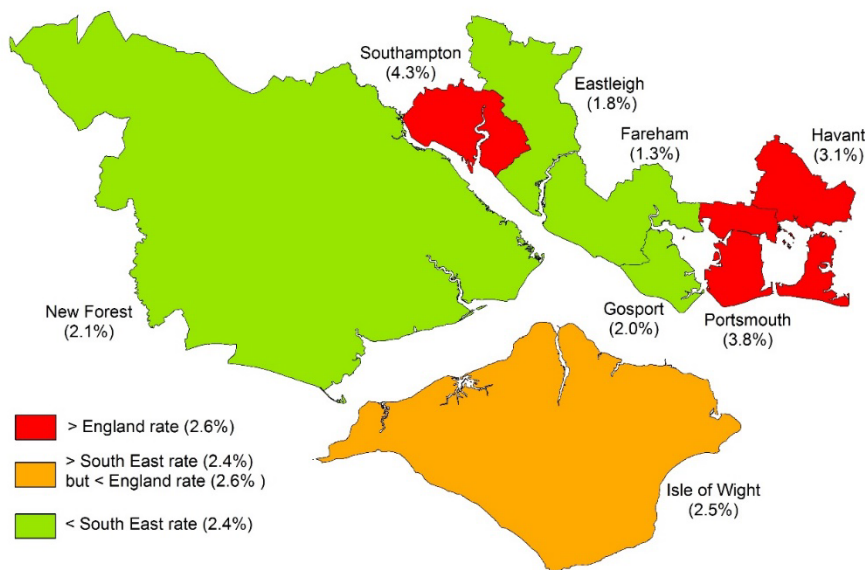 Southampton
(4.3%)
Eastleigh
(1.8%)
Fareham
(1.3%)
Havant
(3.1%)
New Forest
(2.1%)
Gosport
(2.0%)
Portsmouth
(3.8%)
> England rate (2.6%)
> South East rate (2.4%)
but < England rate (2.6% )
< South East rate (2.4%)
Isle of Wight
(2.5%)